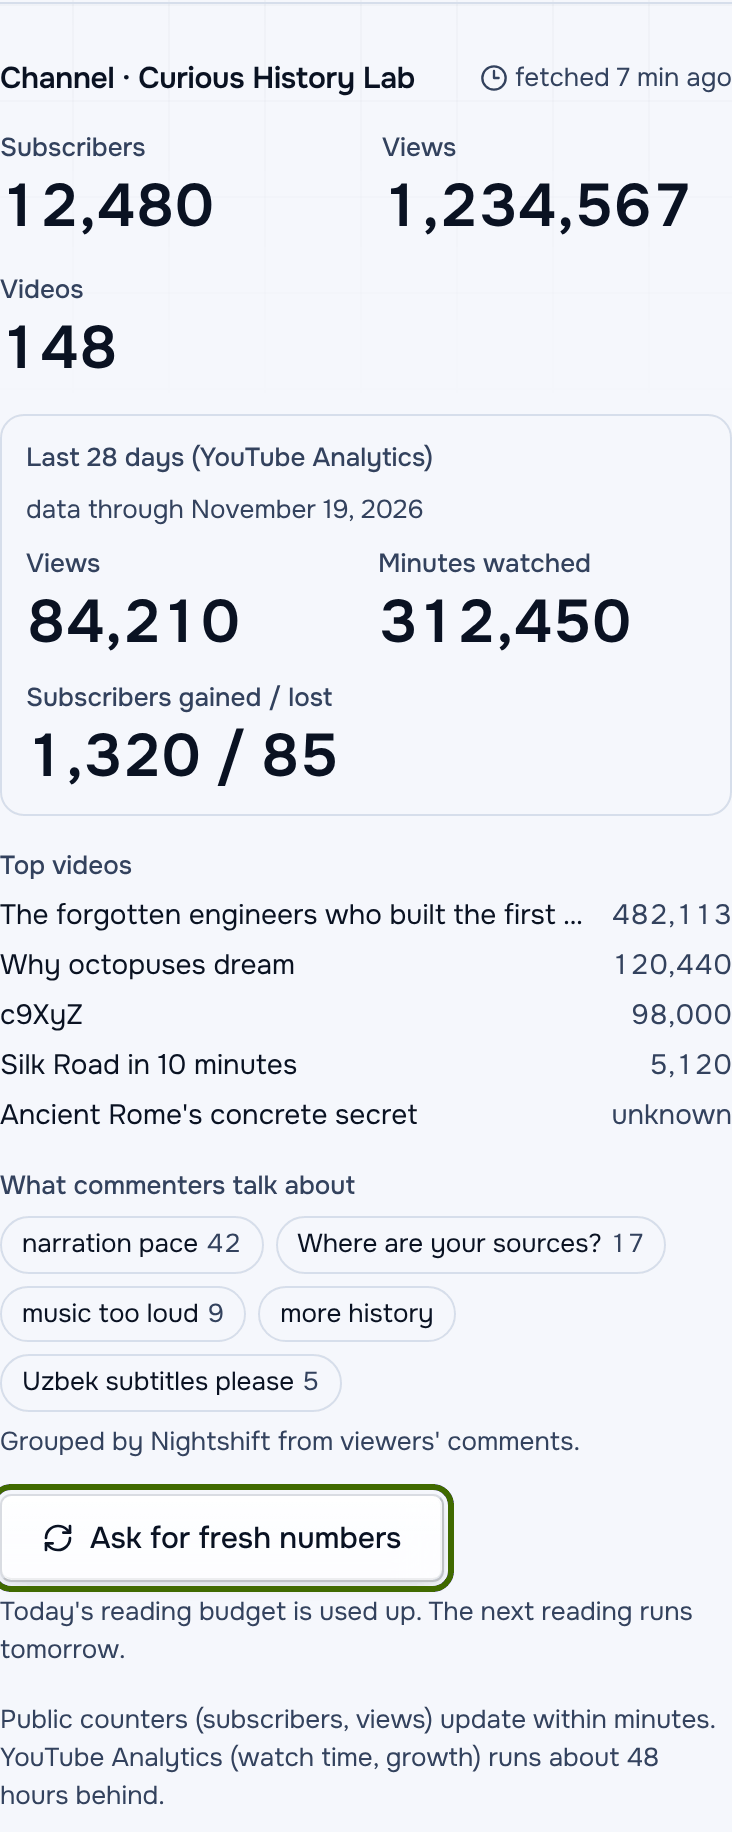 Channel · Curious History Lab
fetched 7 min ago
Subscribers
12,480
Views
1,234,567
Videos
148
Last 28 days (YouTube Analytics)
data through November 19, 2026
Views
84,210
Minutes watched
312,450
Subscribers gained / lost
1,320 / 85
Top videos
The forgotten engineers who built the first ... 482,113
Why octopuses dream 120,440
c9XyZ 98,000
Silk Road in 10 minutes 5,120
Ancient Rome's concrete secret unknown
What commenters talk about
narration pace 42
Where are your sources? 17
music too loud 9
more history
Uzbek subtitles please 5
Grouped by Nightshift from viewers' comments.
Ask for fresh numbers
Today's reading budget is used up. The next reading runs
tomorrow.
Public counters (subscribers, views) update within minutes.
YouTube Analytics (watch time, growth) runs about 48
hours behind.